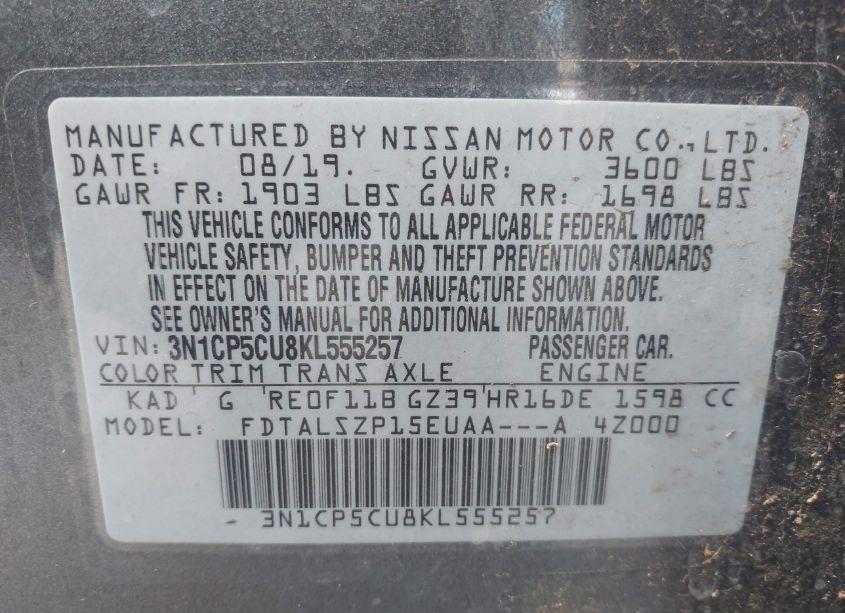 MANUFACTURED BY NISSAN MOTOR CO., LTD.
DATE: 08/19. GVWR: 3600 LBS
GAWR FR: 1903 LBS GAWR RR: 1698 LBS
THIS VEHICLE CONFORMS TO ALL APPLICABLE FEDERAL MOTOR
VEHICLE SAFETY, BUMPER AND THEFT PREVENTION STANDARDS
IN EFFECT ON THE DATE OF MANUFACTURE SHOWN ABOVE.
SEE OWNER'S MANUAL FOR ADDITIONAL INFORMATION.
VIN: 3N1CP5CU8KL555257 PASSENGER CAR.
COLOR TRIM TRANS AXLE ENGINE
KAD G RE0F11B GZ39 HR16DE 1598 CC
MODEL: FDTALSZP15EUAA---A 4Z000
3N1CP5CU8KL555257